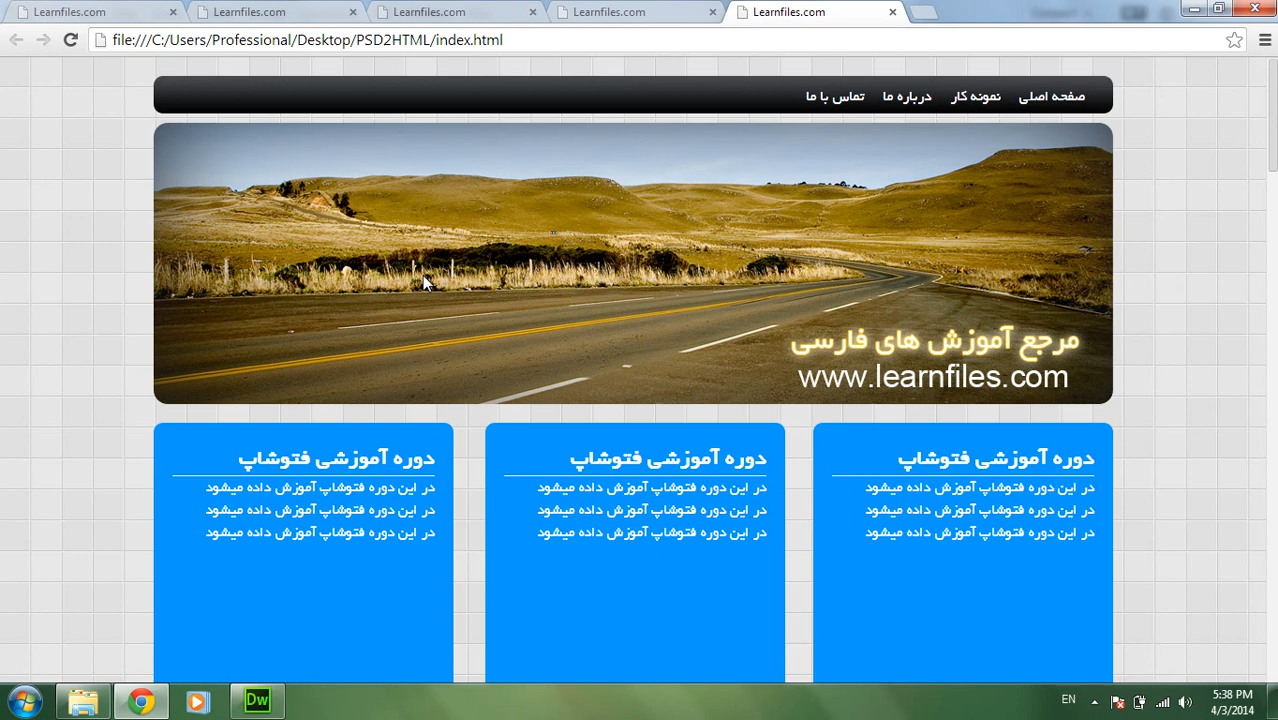 Learnfiles.com
Learnfiles.com
Learnfiles.com
Learnfiles.com
Learnfiles.com
file:///C:/Users/Professional/Desktop/PSD2HTML/index.html
صفحه اصلی نمونه کار درباره ما تماس با ما
مرجع آموزش های فارسی
www.learnfiles.com
دوره آموزشی فتوشاپ
در این دوره فتوشاپ آموزش داده میشود
در این دوره فتوشاپ آموزش داده میشود
در این دوره فتوشاپ آموزش داده میشود
دوره آموزشی فتوشاپ
در این دوره فتوشاپ آموزش داده میشود
در این دوره فتوشاپ آموزش داده میشود
در این دوره فتوشاپ آموزش داده میشود
دوره آموزشی فتوشاپ
در این دوره فتوشاپ آموزش داده میشود
در این دوره فتوشاپ آموزش داده میشود
در این دوره فتوشاپ آموزش داده میشود
Dw
EN
5:38 PM
4/3/2014